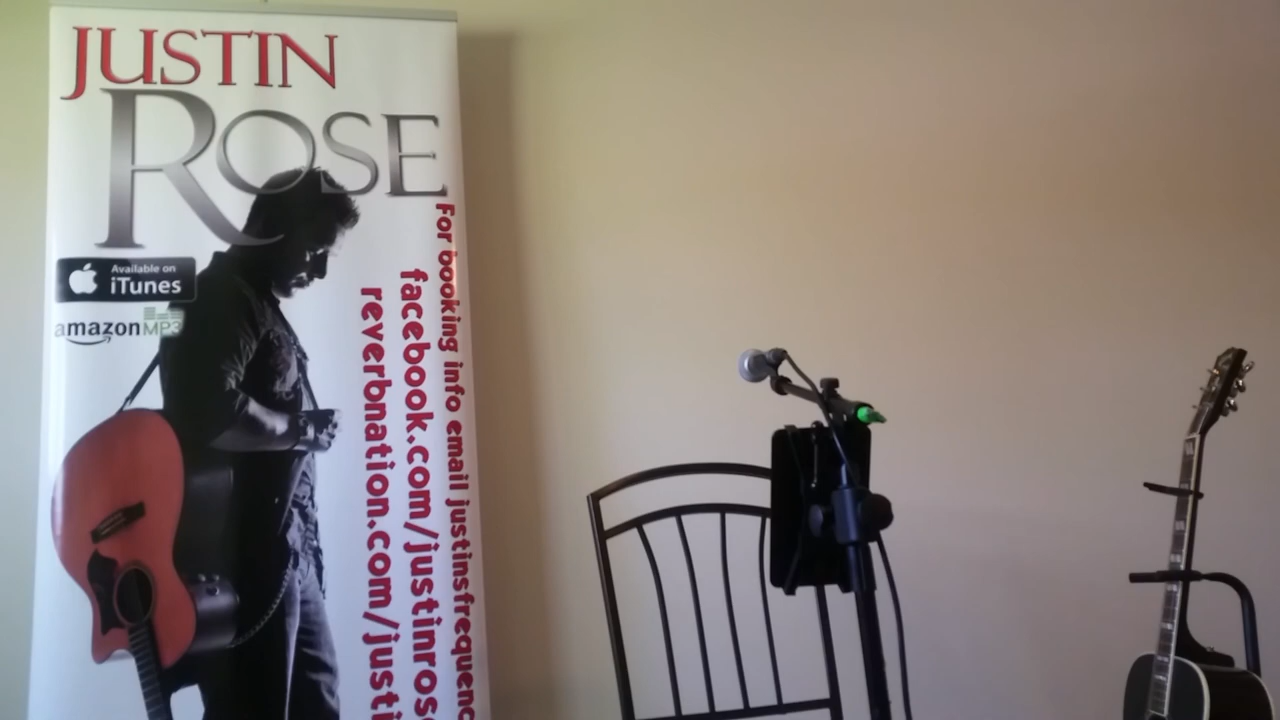 JUSTIN
ROSE
Available on
iTunes
amazonMP3
For booking info email justinsfrequenc
facebook.com/justinrose
reverbnation.com/justi